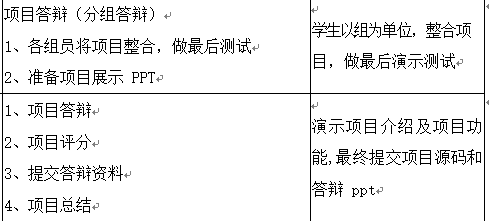 项目答辩（分组答辩）
1、各组员将项目整合，做最后测试
2、准备项目展示 PPT
学生以组为单位，整合项
目，做最后演示测试
1、项目答辩
2、项目评分
3、提交答辩资料
4、项目总结
演示项目介绍及项目功
能,最终提交项目源码和
答辩 ppt